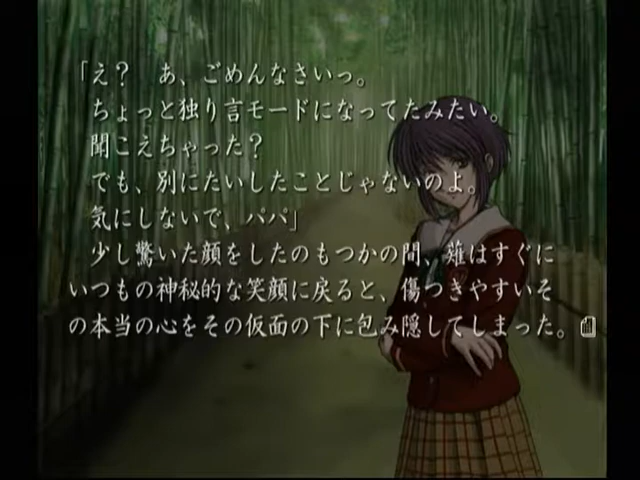 「え?　あ、ごめんなさいっ。
ちょっと独り言モードになってたみたい。
聞こえちゃった?
でも、別にたいしたことじゃないのよ。
気にしないで、パパ」
少し驚いた顔をしたのもつかの間、薙はすぐに
いつもの神秘的な笑顔に戻ると、傷つきやすいそ
の本当の心をその仮面の下に包み隠してしまった。